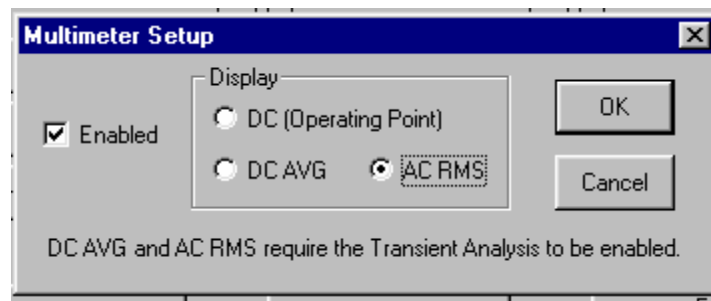 Multimeter Setup
Display
Enabled
DC (Operating Point)
DC AVG
AC RMS
OK
Cancel
DC AVG and AC RMS require the Transient Analysis to be enabled.